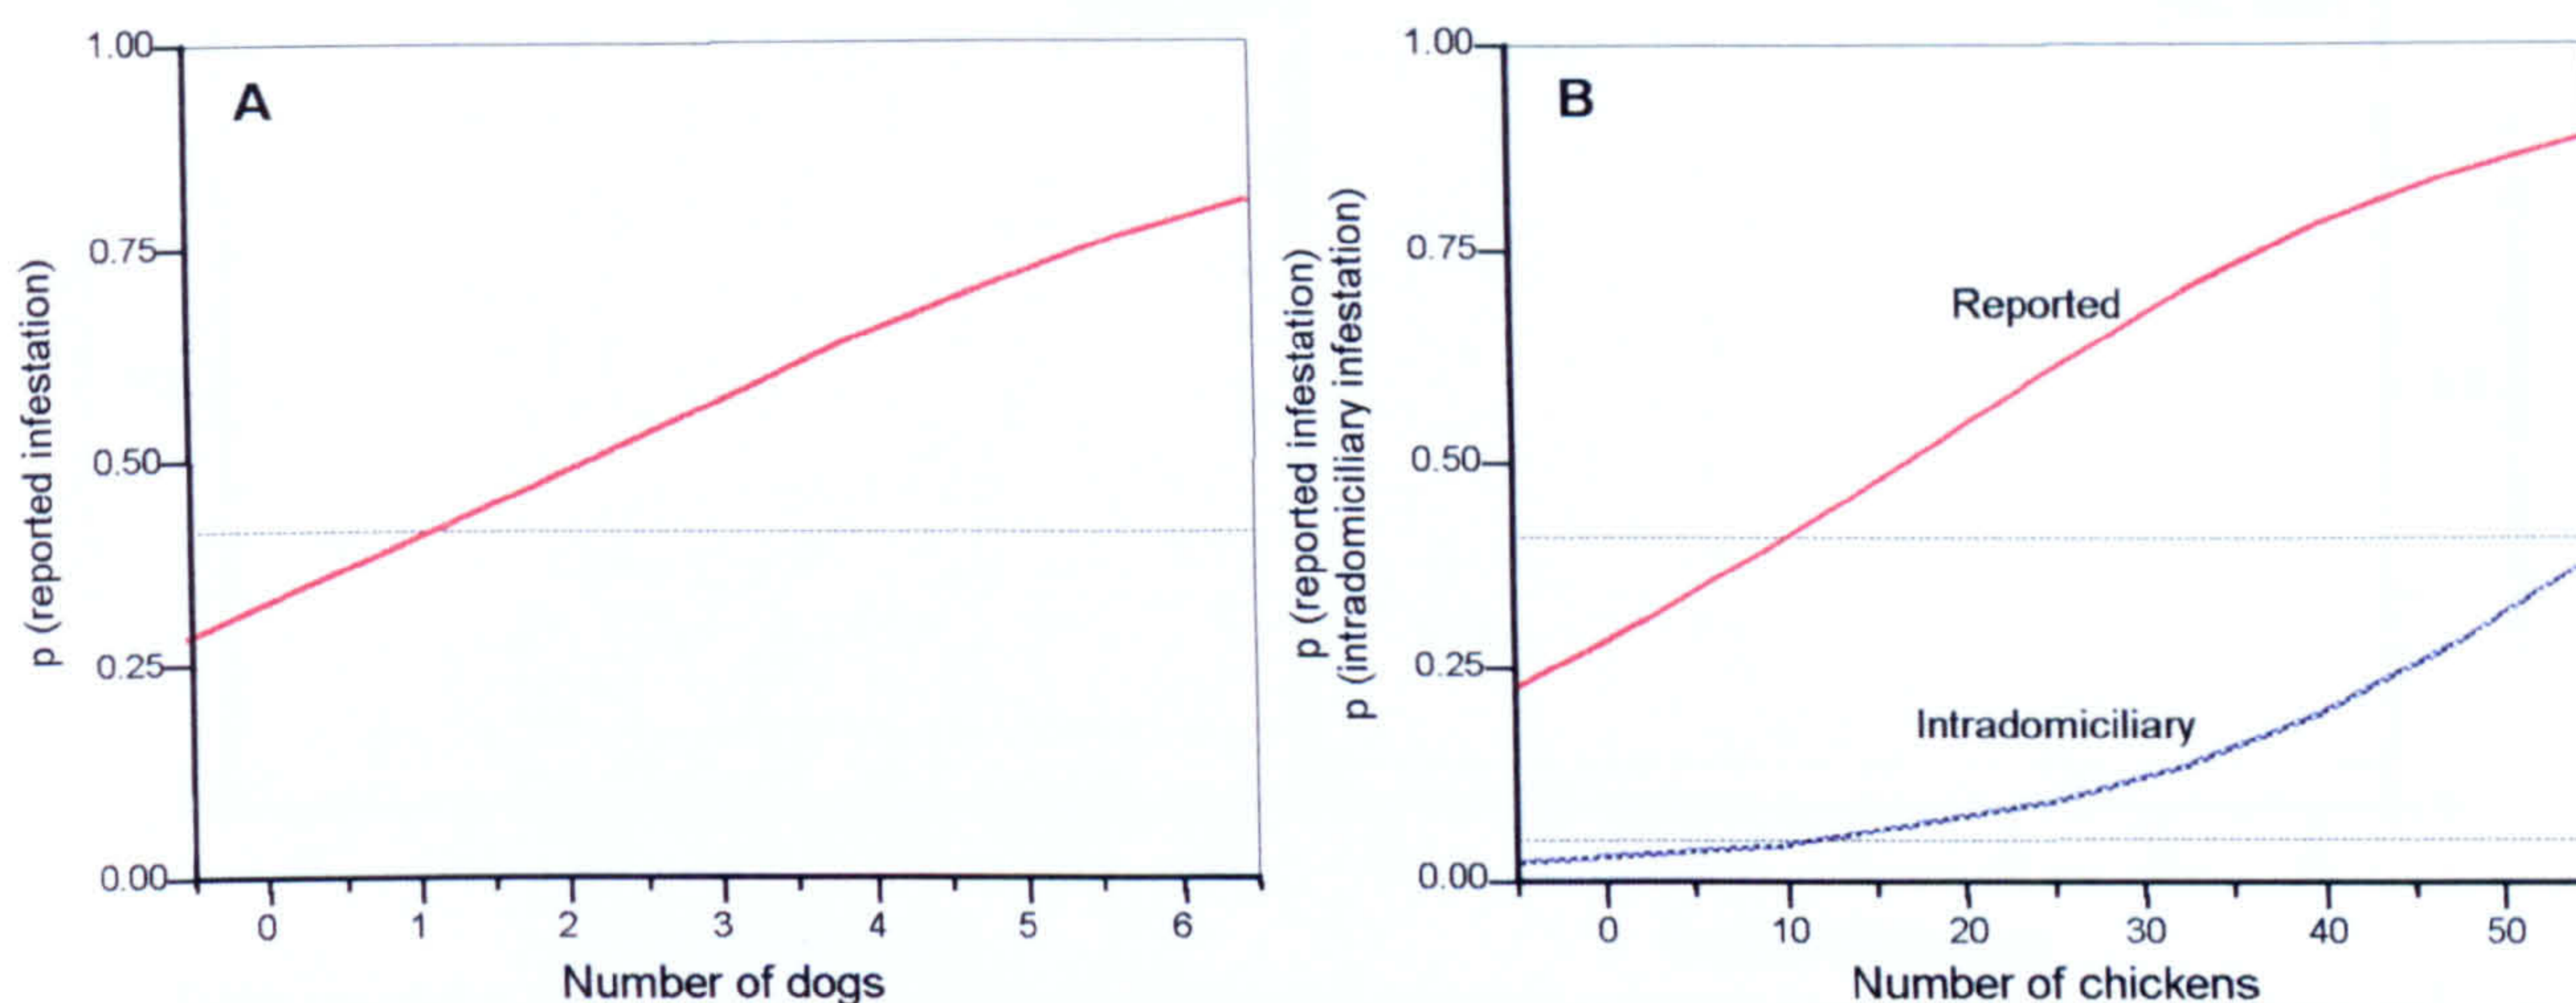 A
1.00
0.75
0.50
0.25
0.00
p (reported infestation)
0 1 2 3 4 5 6
Number of dogs
B
1.00
0.75
0.50
0.25
0.00
p (reported infestation)
p (intradomiciliary infestation)
Reported
Intradomiciliary
0 10 20 30 40 50
Number of chickens